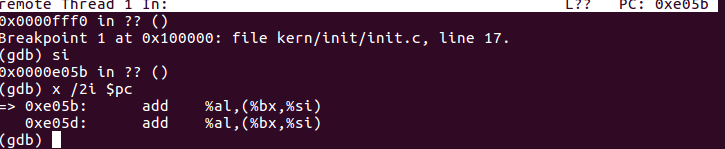 remote Thread 1 In: L?? PC: 0xe05b
0x0000fff0 in ?? ()
Breakpoint 1 at 0x100000: file kern/init/init.c, line 17.
(gdb) si
0x0000e05b in ?? ()
(gdb) x /2i $pc
=> 0xe05b: add %al,(%bx,%si)
0xe05d: add %al,(%bx,%si)
(gdb)